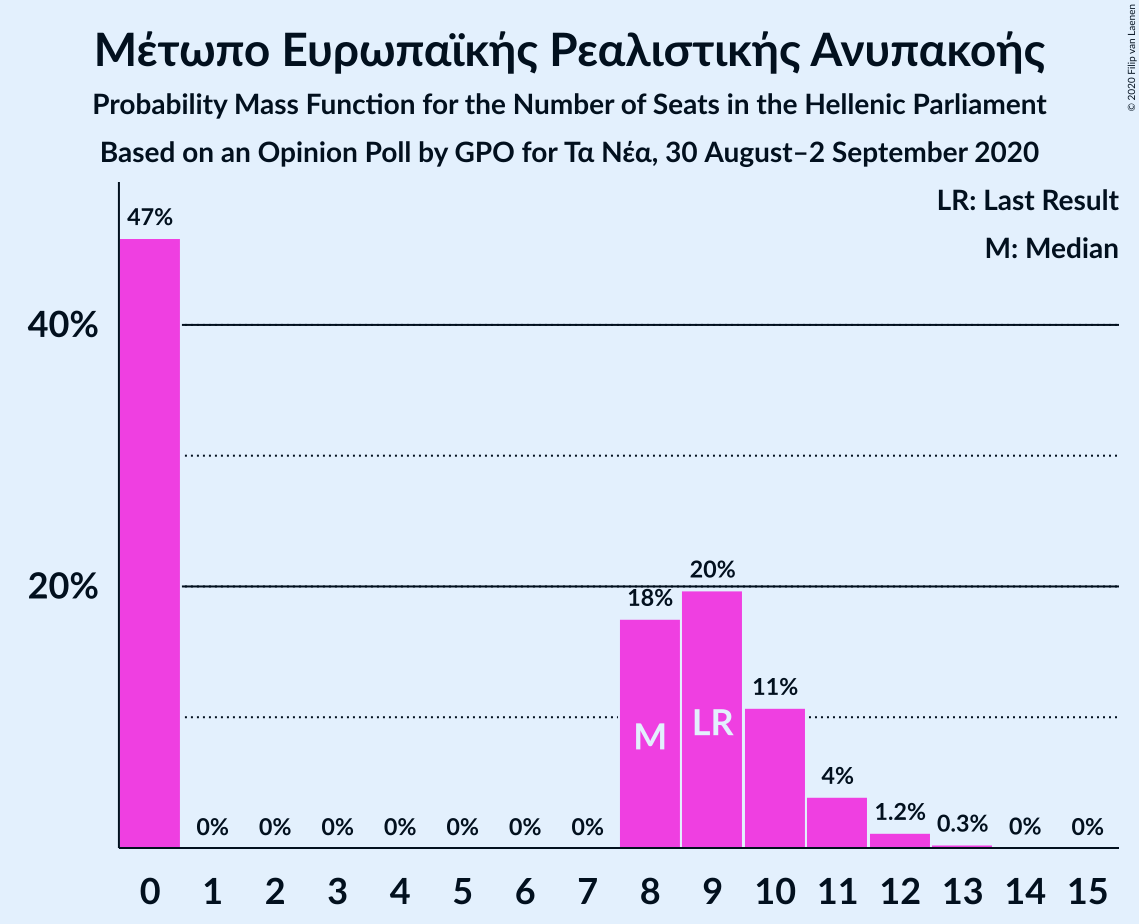 Μέτωπο Ευρωπαϊκής Ρεαλιστικής Ανυπακοής
Probability Mass Function for the Number of Seats in the Hellenic Parliament
Based on an Opinion Poll by GPO for Τα Νέα, 30 August–2 September 2020
© 2020 Filip van Laenen
LR: Last Result
M: Median
47%
40%
20%
20%
18%
11%
M
LR
4%
1.2%
0.3%
0% 0% 0% 0% 0% 0% 0% 0% 0%
0 1 2 3 4 5 6 7 8 9 10 11 12 13 14 15